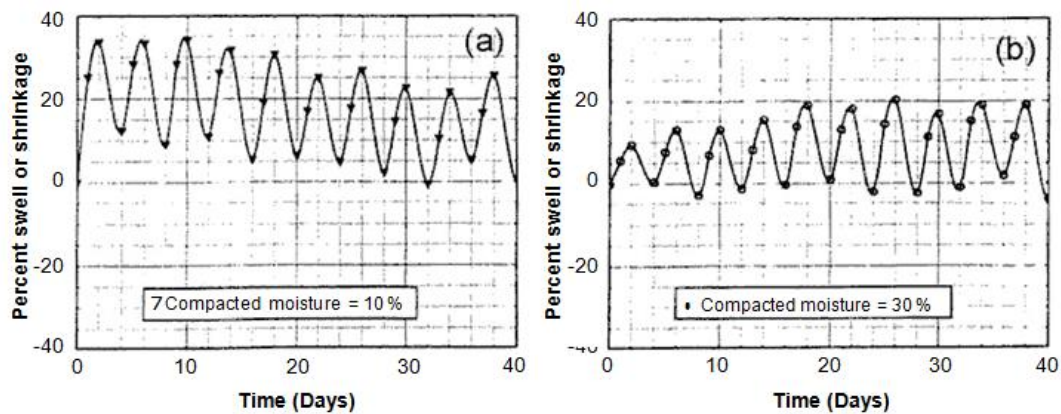 40
20
0
-20
-40
Percent swell or shrinkage
(a)
7 Compacted moisture = 10 %
0
10
20
30
40
Time (Days)
40
20
0
20
-40
Percent swell or shrinkage
(b)
Compacted moisture = 30 %
0
10
20
30
40
Time (Days)